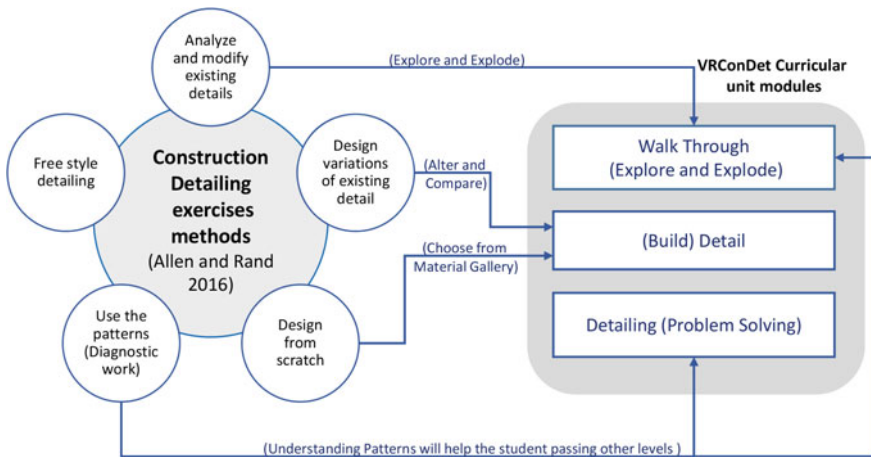 Analyze
and modify
existing
details
(Explore and Explode)
VRConDet Curricular
unit modules
Free style
detailing
Construction
Detailing
exercises
methods
(Allen and Rand
2016)
Design
variations
of existing
detail
(Alter and
Compare)
Walk Through
(Explore and Explode)
(Build) Detail
(Choose from
Material Gallery)
Use the
patterns
(Diagnostic
work)
Design
from
scratch
Detailing (Problem Solving)
(Understanding Patterns will help the student passing other levels )